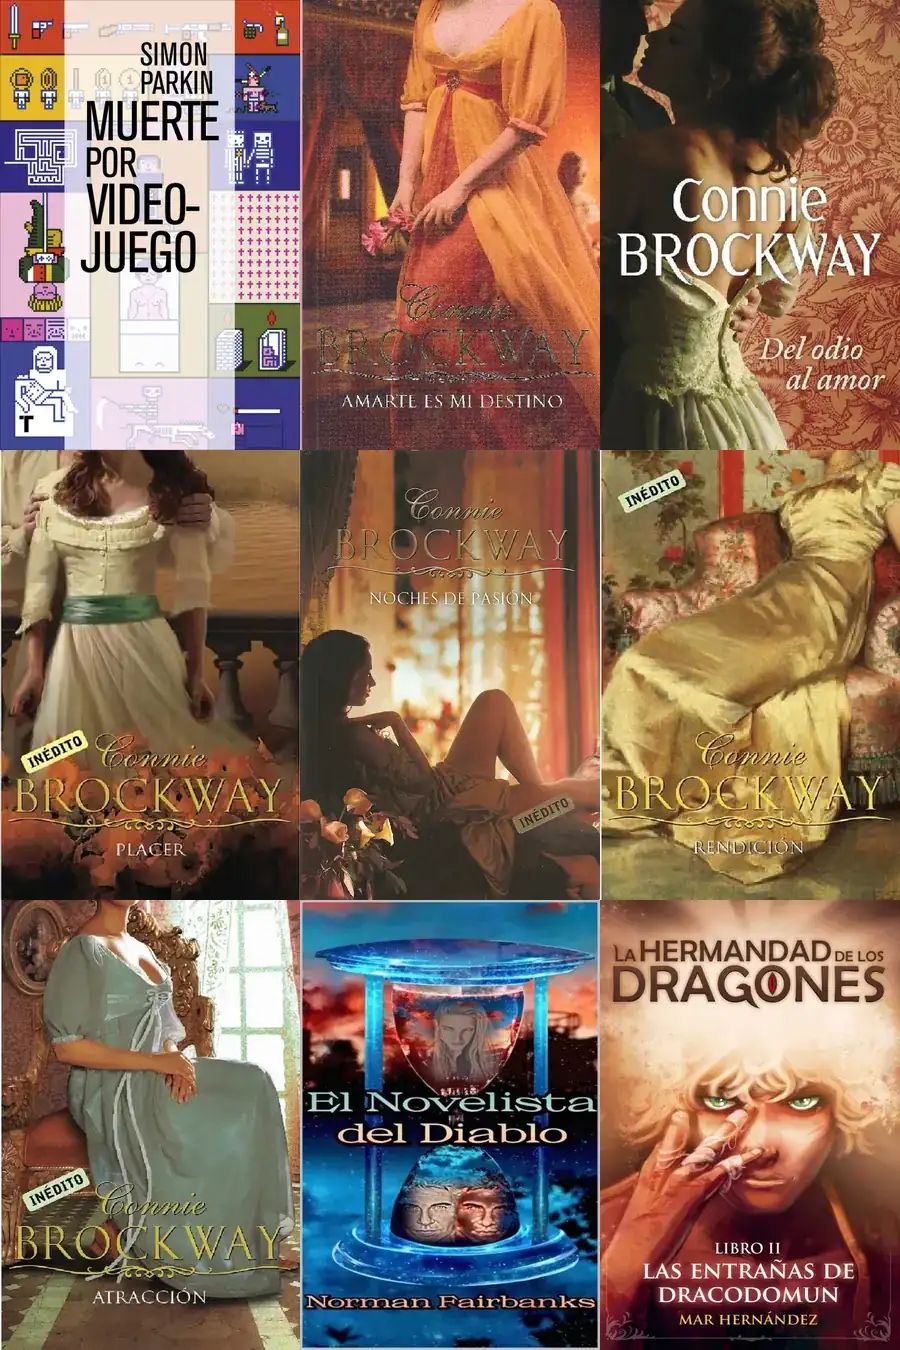 SIMON
PARKIN
MUERTE
POR
VIDEO-
JUEGO
T
Connie
BROCKWAY
AMARTE ES MI DESTINO
Connie
BROCKWAY
Del odio
al amor
INÉDITO
Connie
BROCKWAY
PLACER
Connie
BROCKWAY
NOCHES DE PASIÓN
INÉDITO
INÉDITO
Connie
BROCKWAY
RENDICIÓN
INÉDITO
Connie
BROCKWAY
ATRACCIÓN
El Novelista
del Diablo
Norman Fairbanks
LA HERMANDAD DE LOS
DRAGONES
LIBRO II
LAS ENTRAÑAS DE
DRACODOMUN
MAR HERNÁNDEZ